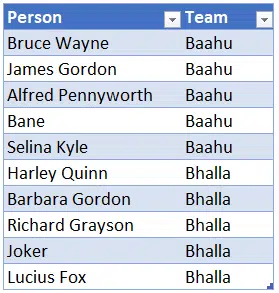 Person Team
Bruce Wayne Baahu
James Gordon Baahu
Alfred Pennyworth Baahu
Bane Baahu
Selina Kyle Baahu
Harley Quinn Bhalla
Barbara Gordon Bhalla
Richard Grayson Bhalla
Joker Bhalla
Lucius Fox Bhalla